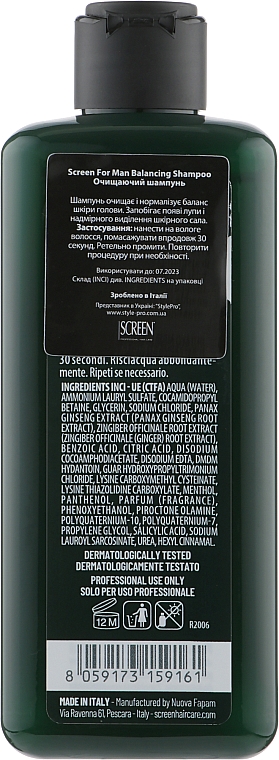 Screen For Man Balancing Shampoo
Очищаючий шампунь
Шампунь очищає і нормалізує баланс
шкіри голови. Запобігає появі лупи і
надмірного виділення шкірного сала.
Застосування: нанести на вологе
волосся, помасажувати впродовж 30
секунд. Ретельно промити. Повторити
процедуру при необхідності.
Використати до: 07.2023
Склад (INCI) див. INGREDIENTS на упаковці
Зроблено в Італії
Представник в Україні: "StylePro",
www.style-pro.com.ua
SCREEN
30 secondi. Risciacqua abbondante-
mente. Ripeti se necessario.
INGREDIENTS INCI - UE (CTFA) AQUA (WATER),
AMMONIUM LAURYL SULFATE, COCAMIDOPROPYL
BETAINE, GLYCERIN, SODIUM CHLORIDE, PANAX
GINSENG EXTRACT (PANAX GINSENG ROOT
EXTRACT), ZINGIBER OFFICINALE ROOT EXTRACT
(ZINGIBER OFFICINALE (GINGER) ROOT EXTRACT),
BENZOIC ACID, CITRIC ACID, DISODIUM
COCOAMPHODIACETATE, DISODIUM EDTA, DMDM
HYDANTOIN, GUAR HYDROXYPROPYLTRIMONIUM
CHLORIDE, LYSINE CARBOXYMETHYL CYSTEINATE,
LYSINE THIAZOLIDINE CARBOXYLATE, MENTHOL,
PANTHENOL, PARFUM (FRAGRANCE),
PHENOXYETHANOL, PIROCTONE OLAMINE,
POLYQUATERNIUM-10, POLYQUATERNIUM-7,
PROPYLENE GLYCOL, SALICYLIC ACID, SODIUM
LAUROYL SARCOSINATE, UREA, HEXYL CINNAMAL.
DERMATOLOGICALLY TESTED
DERMATOLOGICAMENTE TESTATO
PROFESSIONAL USE ONLY
SOLO PER USO PROFESSIONALE
12 M
R2006
8 059173 159161
MADE IN ITALY - Manufactured by Nuova Fapam
Via Ravenna 61, Pescara - Italy - screenhaircare.com